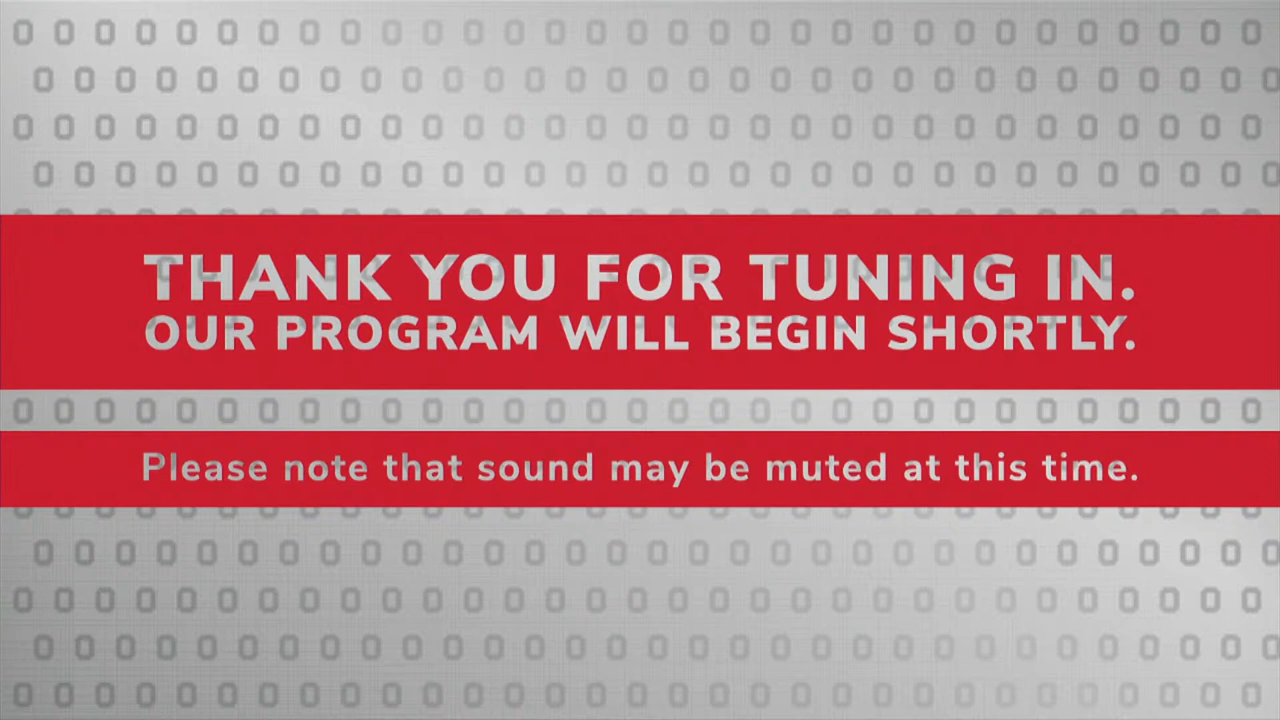 THANK YOU FOR TUNING IN.
OUR PROGRAM WILL BEGIN SHORTLY.
Please note that sound may be muted at this time.